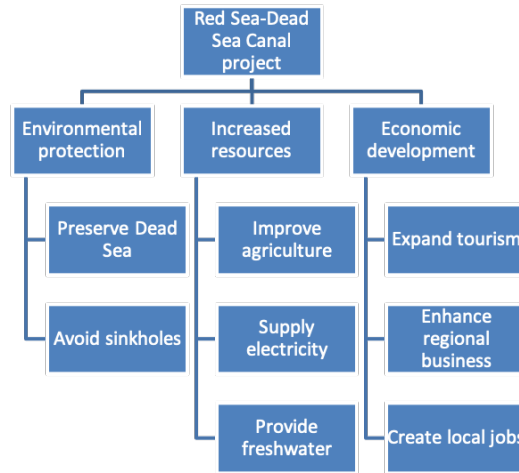 Red Sea-Dead
Sea Canal
project
Environmental
protection
Increased
resources
Economic
development
Preserve Dead
Sea
Avoid sinkholes
Improve
agriculture
Supply
electricity
Provide
freshwater
Expand tourism
Enhance
regional
business
Create local jobs